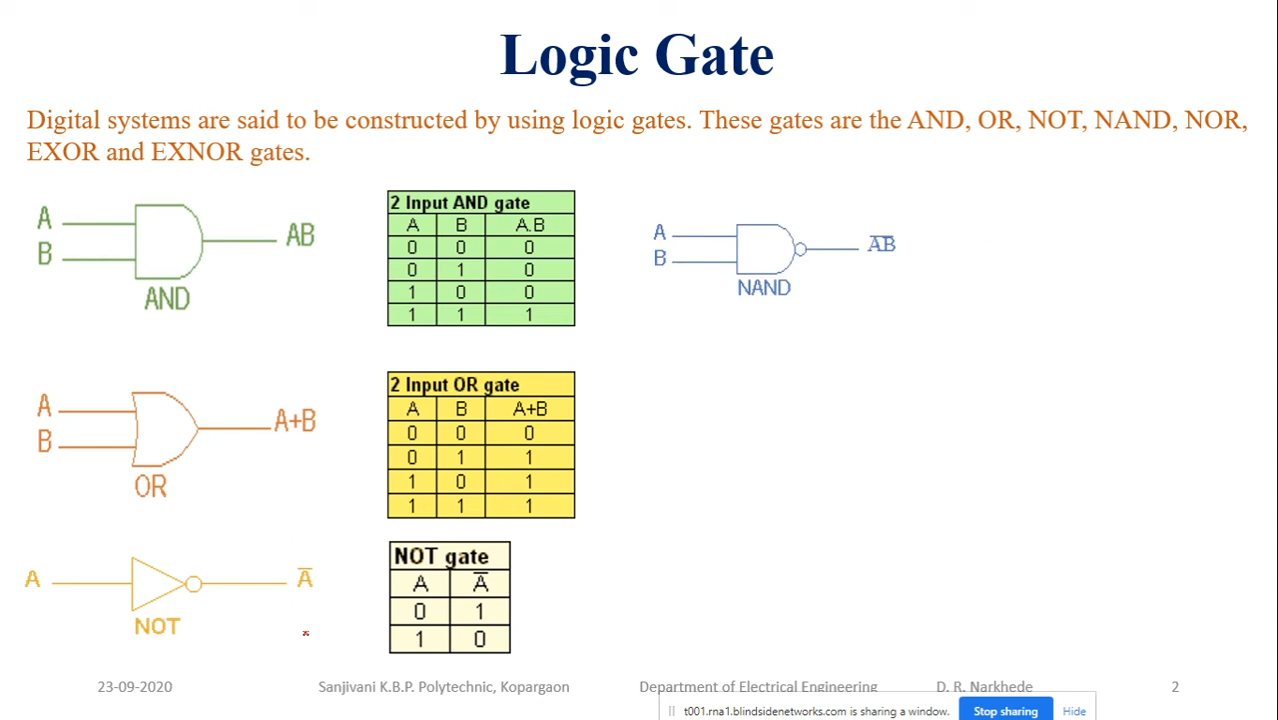 Logic Gate
Digital systems are said to be constructed by using logic gates. These gates are the AND, OR, NOT, NAND, NOR,
EXOR and EXNOR gates.
A
B
AB
AND
2 Input AND gate
A B A.B
0 0 0
0 1 0
1 0 0
1 1 1
A
B
A̅B̅
NAND
A
B
A+B
OR
2 Input OR gate
A B A+B
0 0 0
0 1 1
1 0 1
1 1 1
A
A̅
NOT
NOT gate
A A̅
0 1
1 0
23-09-2020 Sanjivani K.B.P. Polytechnic, Kopargaon Department of Electrical Engineering D. R. Narkhede 2
t001.rna1.blindsidenetworks.com is sharing a window. Stop sharing Hide